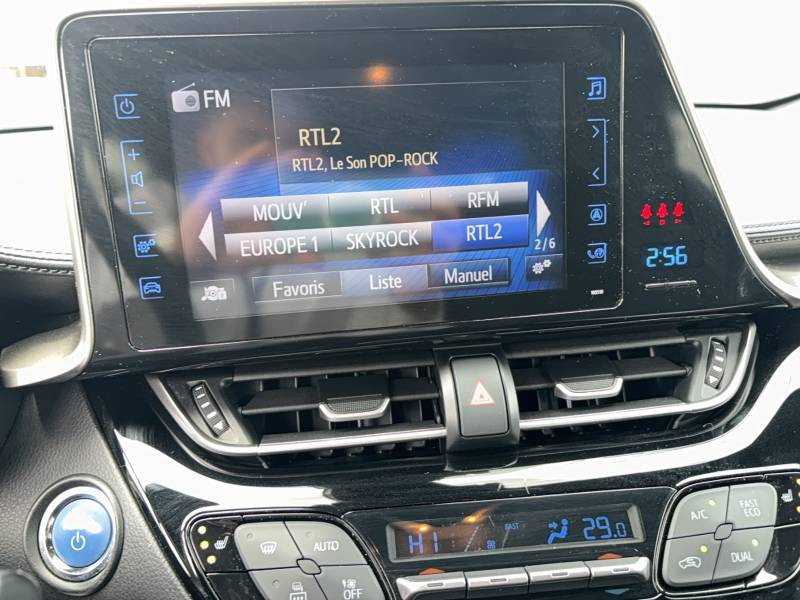 FM
RTL2
RTL2, Le Son POP-ROCK
MOUV' RTL RFM
EUROPE 1 SKYROCK RTL2
2/6
Favoris Liste Manuel
2:56
HI FAST 29.0
AUTO
OFF
A/C FAST ECO
DUAL